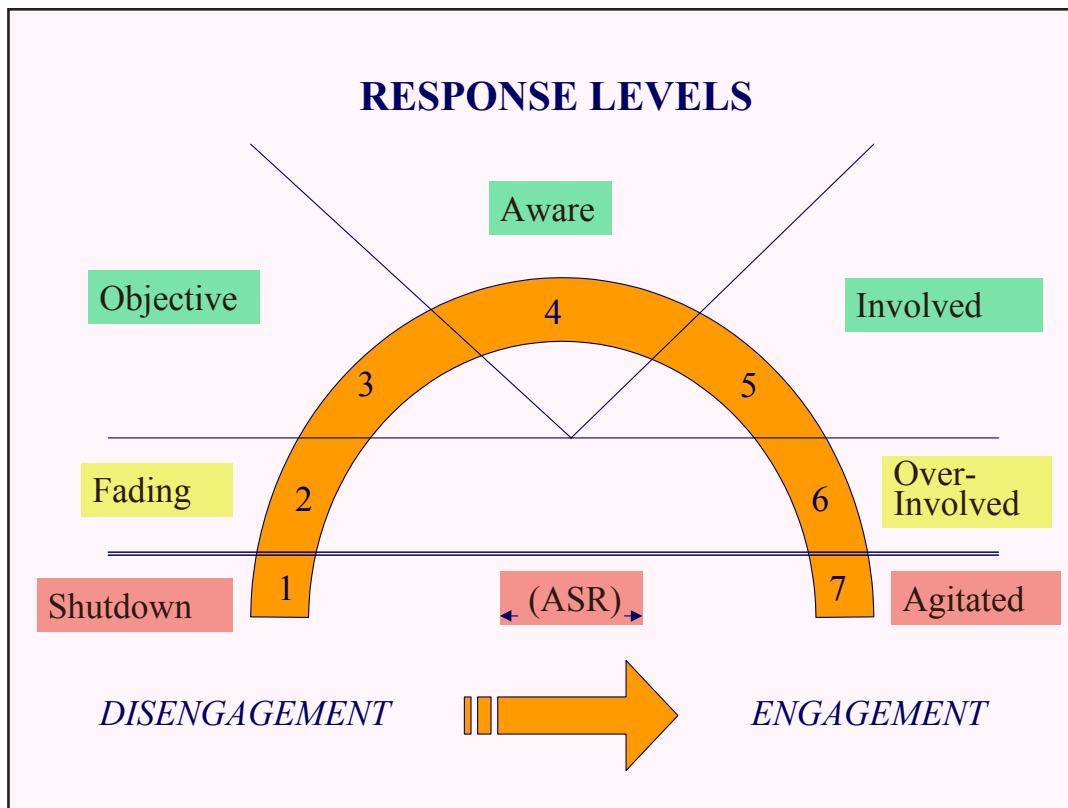 RESPONSE LEVELS
Aware
Objective
Involved
4
3
5
Fading
2
6
Over-
Involved
Shutdown
1
(ASR)
7
Agitated
DISENGAGEMENT
ENGAGEMENT